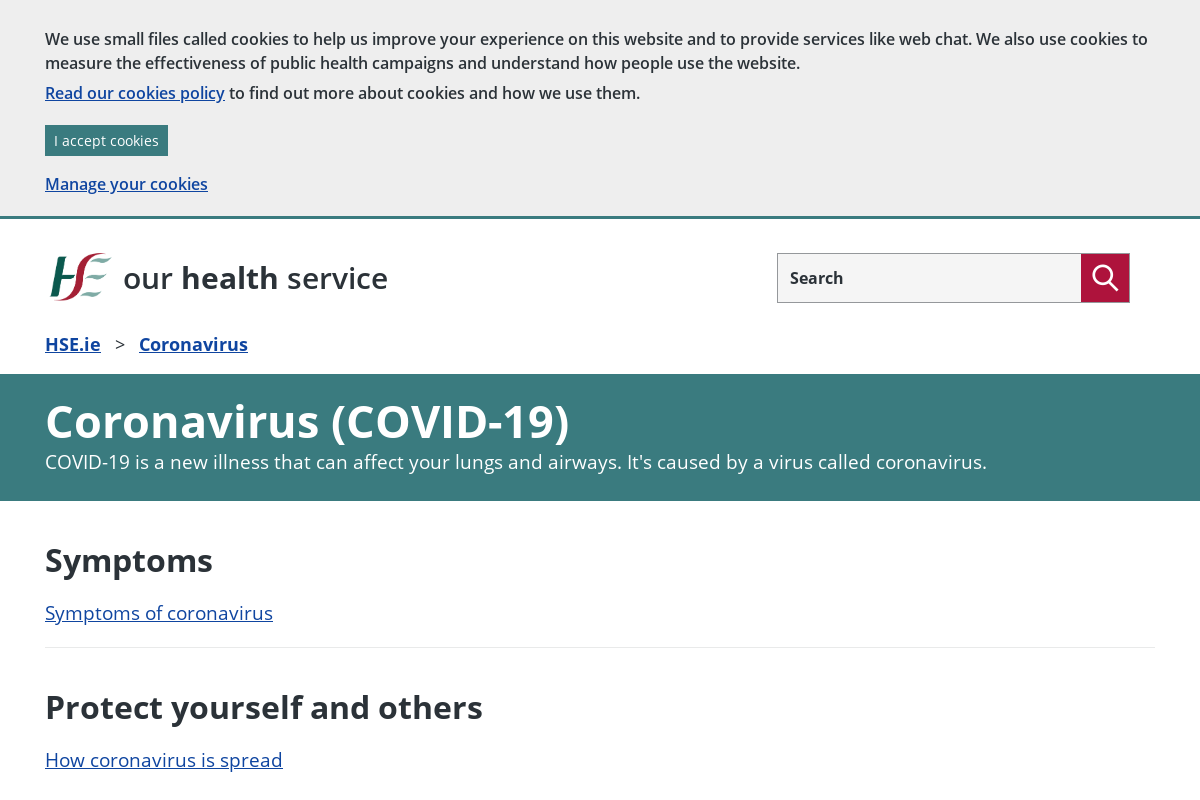 We use small files called cookies to help us improve your experience on this website and to provide services like web chat. We also use cookies to
measure the effectiveness of public health campaigns and understand how people use the website.
Read our cookies policy to find out more about cookies and how we use them.
I accept cookies
Manage your cookies
HSE our health service
Search
HSE.ie > Coronavirus
Coronavirus (COVID-19)
COVID-19 is a new illness that can affect your lungs and airways. It's caused by a virus called coronavirus.
Symptoms
Symptoms of coronavirus
Protect yourself and others
How coronavirus is spread